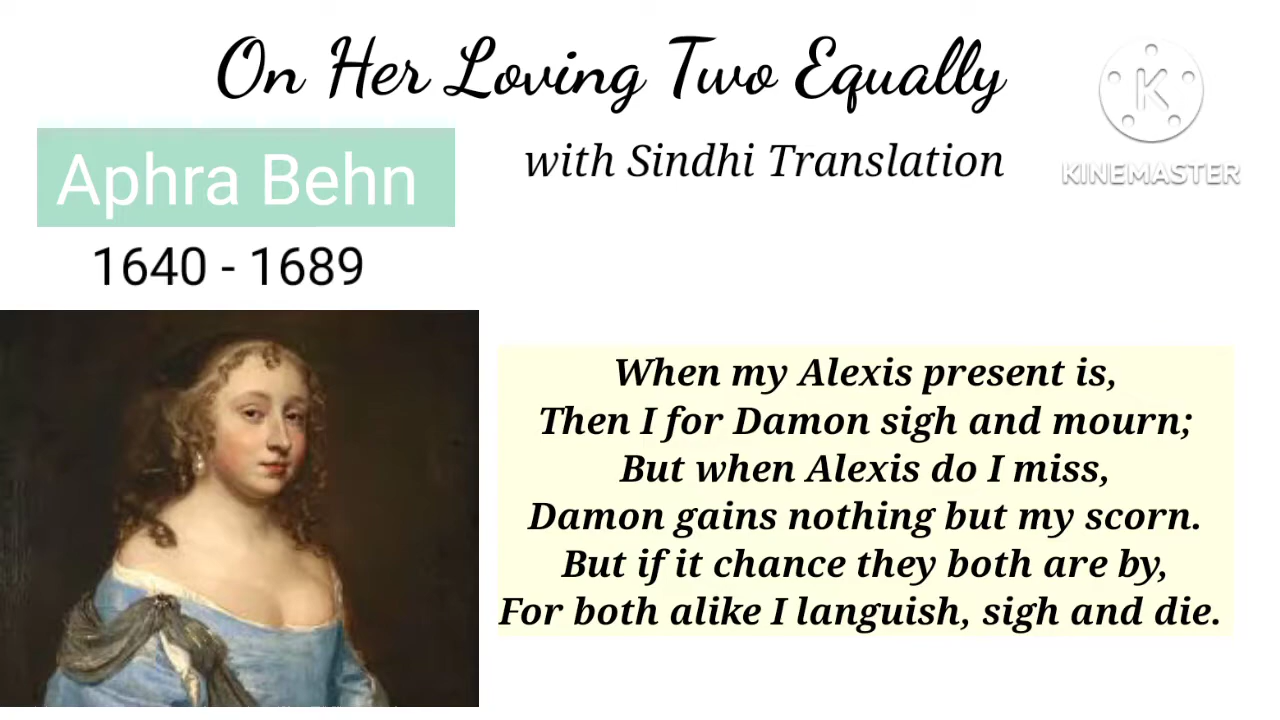 On Her Loving Two Equally
K
KINEMASTER
with Sindhi Translation
Aphra Behn
1640 - 1689
When my Alexis present is,
Then I for Damon sigh and mourn;
But when Alexis do I miss,
Damon gains nothing but my scorn.
But if it chance they both are by,
For both alike I languish, sigh and die.